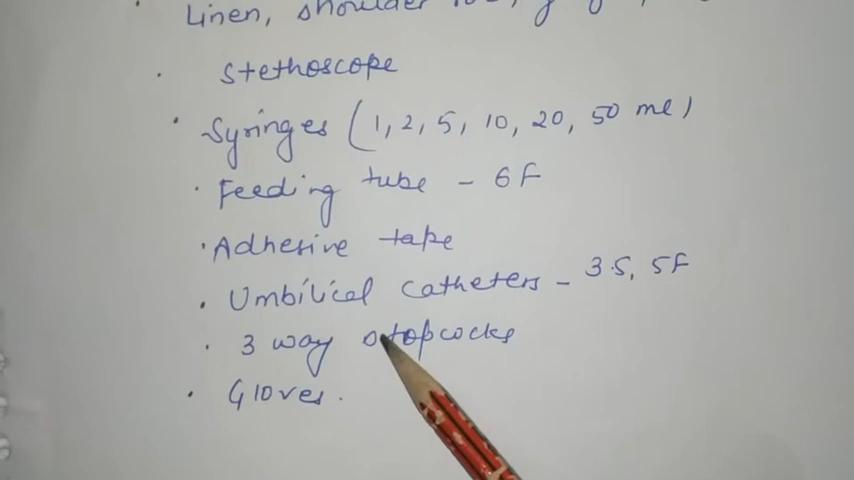 Linen, shoulder
· Stethoscope
· Syringes (1, 2, 5, 10, 20, 50 ml)
· Feeding tube - 6F
· Adhesive tape
· Umbilical catheters - 3.5, 5F
· 3 way stopcocks
· Gloves.